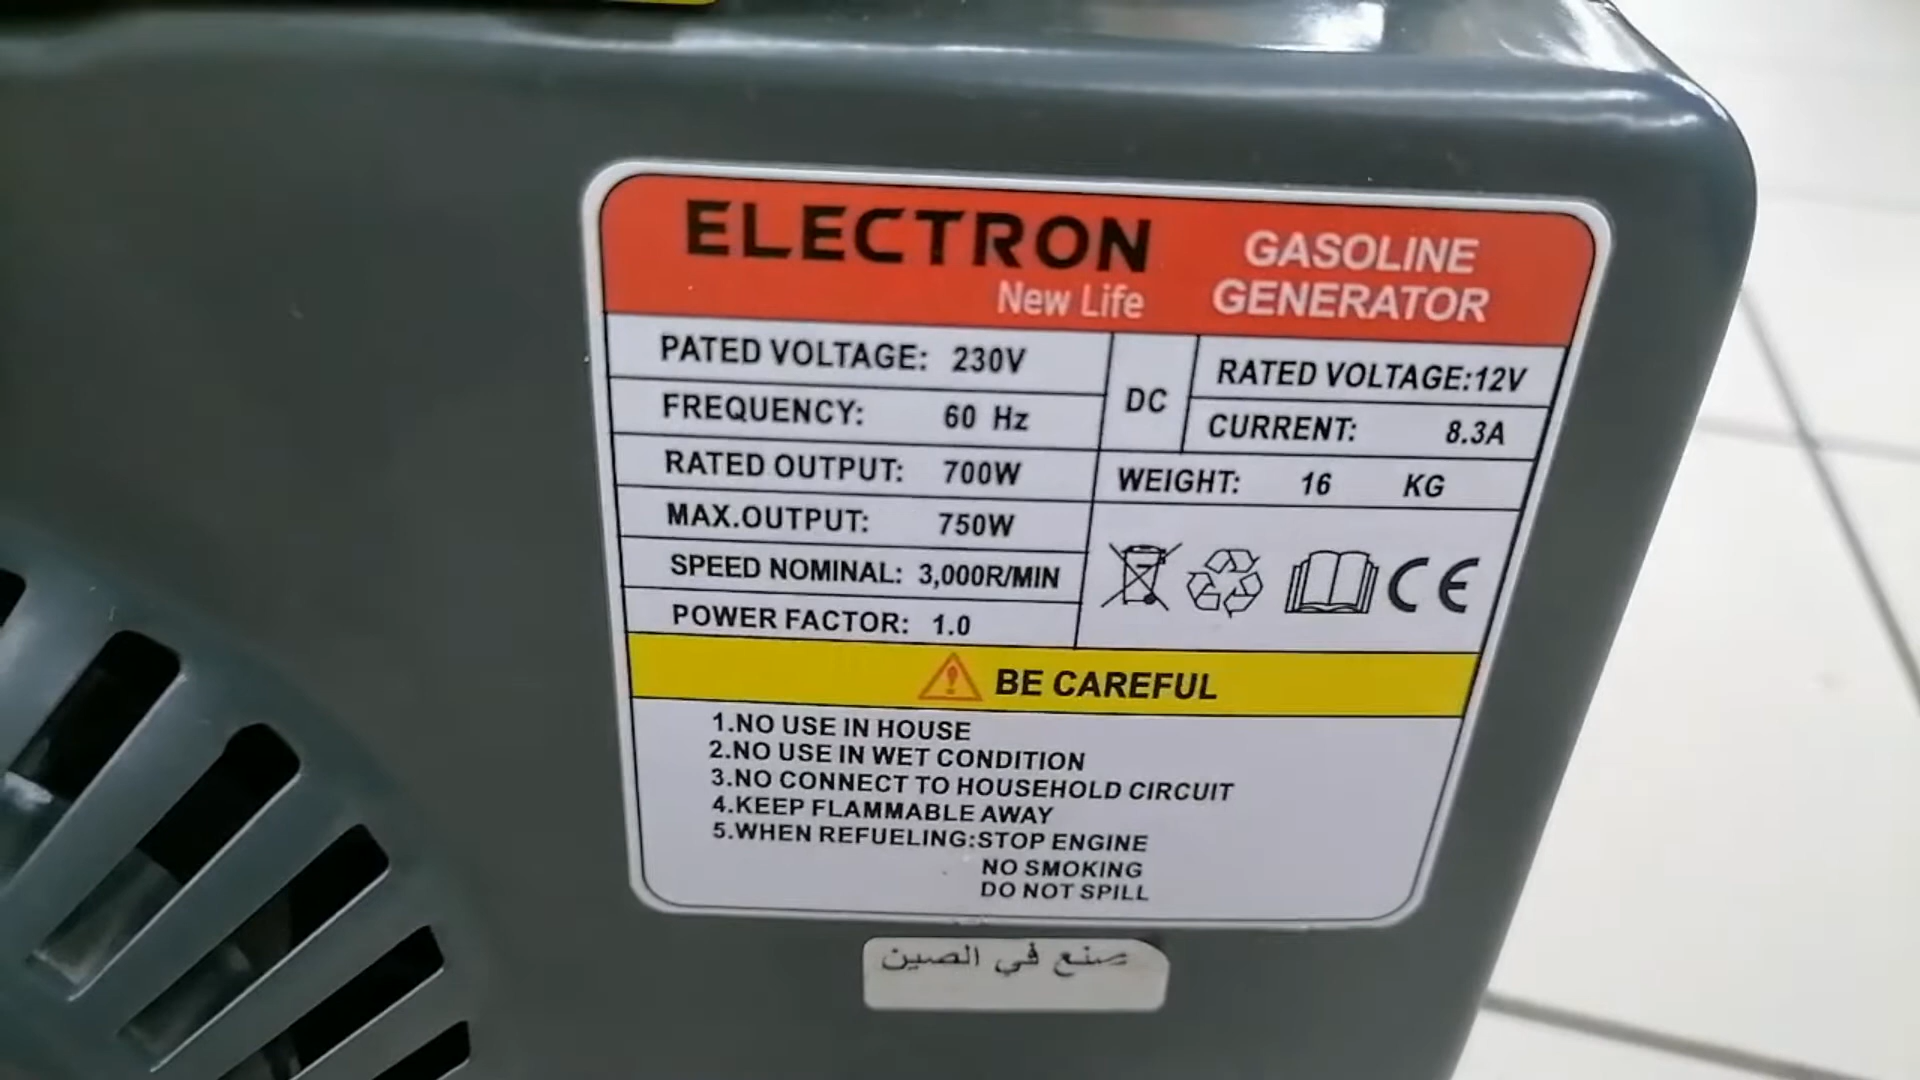 ELECTRON
New Life
GASOLINE
GENERATOR
PATED VOLTAGE: 230V
FREQUENCY: 60 Hz
RATED OUTPUT: 700W
MAX.OUTPUT: 750W
SPEED NOMINAL: 3,000R/MIN
POWER FACTOR: 1.0
DC
RATED VOLTAGE:12V
CURRENT: 8.3A
WEIGHT: 16 KG
CE
BE CAREFUL
1.NO USE IN HOUSE
2.NO USE IN WET CONDITION
3.NO CONNECT TO HOUSEHOLD CIRCUIT
4.KEEP FLAMMABLE AWAY
5.WHEN REFUELING:STOP ENGINE
NO SMOKING
DO NOT SPILL
صنع في الصين